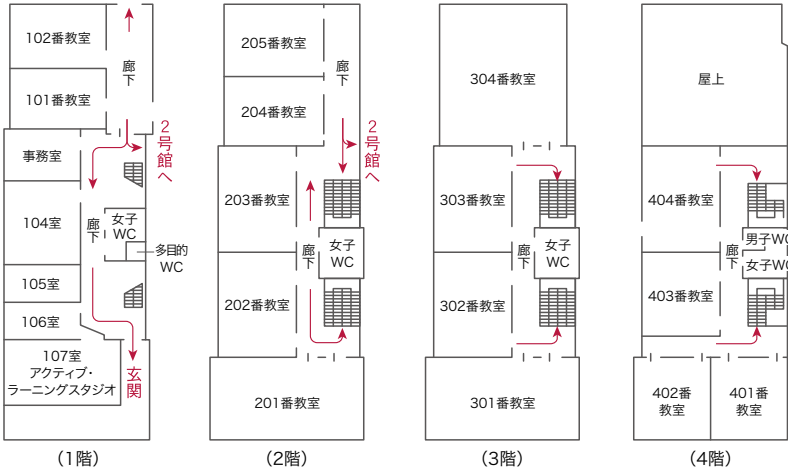 102番教室
廊下
101番教室
2号館へ
事務室
104室
廊下
女子
WC
多目的
WC
105室
106室
107室
アクティブ・
ラーニングスタジオ
玄関
(1階)
205番教室
廊下
204番教室
2号館へ
203番教室
廊下
女子
WC
202番教室
201番教室
(2階)
304番教室
303番教室
廊下
女子
WC
302番教室
301番教室
(3階)
屋上
404番教室
廊下
男子WC
女子WC
403番教室
402番
教室
401番
教室
(4階)